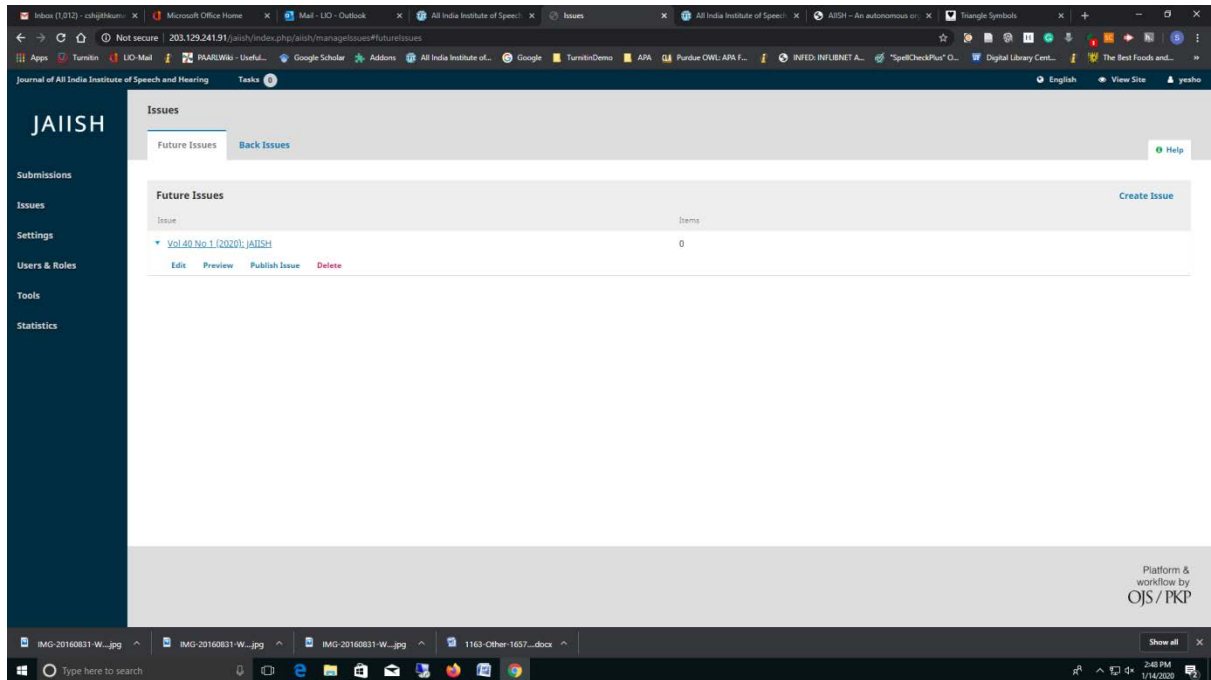 Inbox (1,012) - cshijithkum
Microsoft Office Home
Mail - LIO - Outlook
All India Institute of Speech
Issues
All India Institute of Speech
AIISH – An autonomous or
Triangle Symbols
Not secure | 203.129.241.91/jaiish/index.php/aiish/manageIssues#futureIssues
Apps Turnitin LIO-Mail PAARLWiki - Useful... Google Scholar Addons All India Institute of... Google TurnitinDemo APA Purdue OWL: APA F... INFED: INFLIBNET A... "SpellCheckPlus" O... Digital Library Cent... The Best Foods and... »
Journal of All India Institute of Speech and Hearing Tasks 0 English View Site yesho
JAIISH
Submissions
Issues
Settings
Users & Roles
Tools
Statistics
Issues
Future Issues Back Issues
Help
Future Issues Create Issue
Issue Items
Vol 40 No 1 (2020): JAIISH 0
Edit Preview Publish Issue Delete
Platform &
workflow by
OJS / PKP
IMG-20160831-W....jpg IMG-20160831-W....jpg IMG-20160831-W....jpg 1163-Other-1657....docx Show all
Type here to search
2:48 PM
1/14/2020